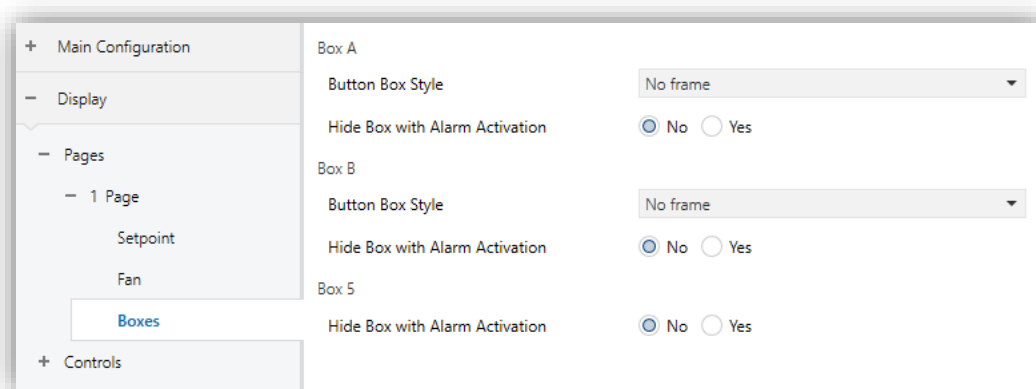 Main Configuration
Display
Pages
1 Page
Setpoint
Fan
Boxes
Controls
Box A
Button Box Style No frame
Hide Box with Alarm Activation No Yes
Box B
Button Box Style No frame
Hide Box with Alarm Activation No Yes
Box 5
Hide Box with Alarm Activation No Yes